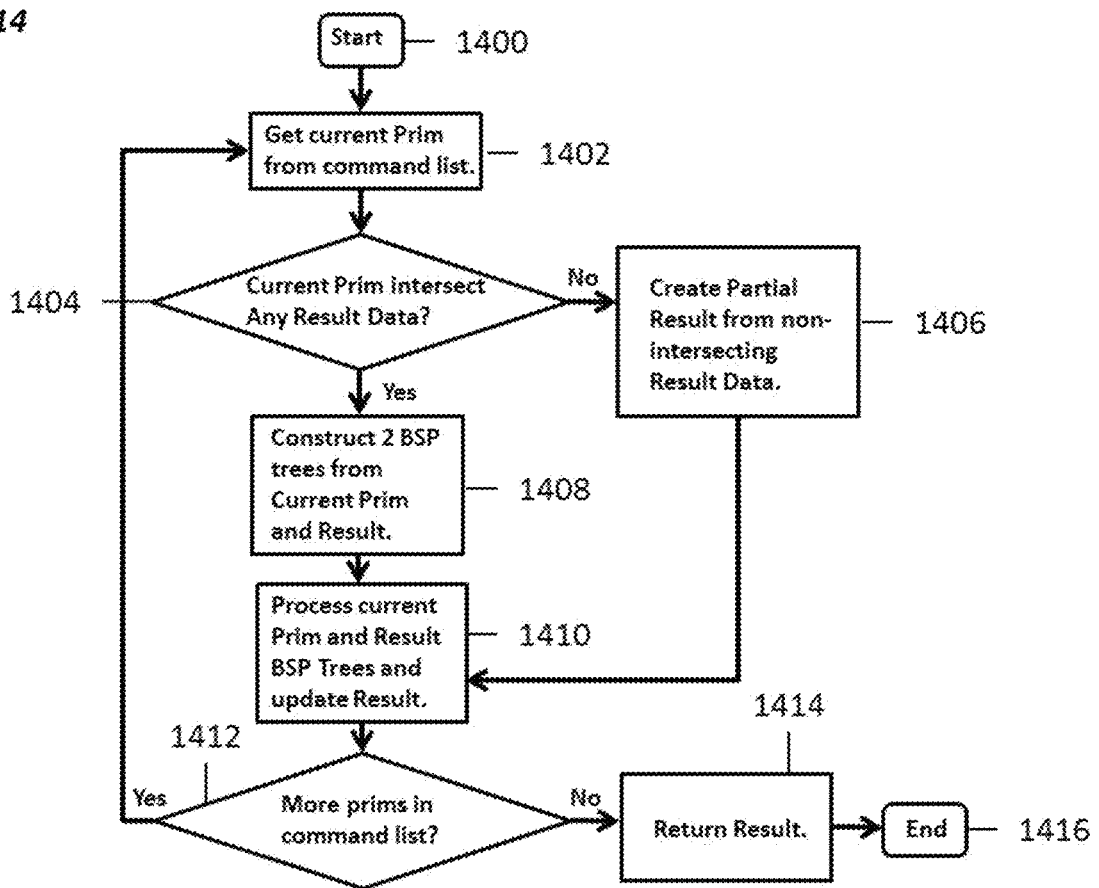 14
Start
1400
Get current Prim
from command list.
1402
1404
Current Prim intersect
Any Result Data?
No
Create Partial
Result from non-
intersecting
Result Data.
1406
Yes
Construct 2 BSP
trees from
Current Prim
and Result.
1408
Process current
Prim and Result
BSP Trees and
update Result.
1410
1412
Yes
More prims in
command list?
No
1414
Return Result.
End
1416